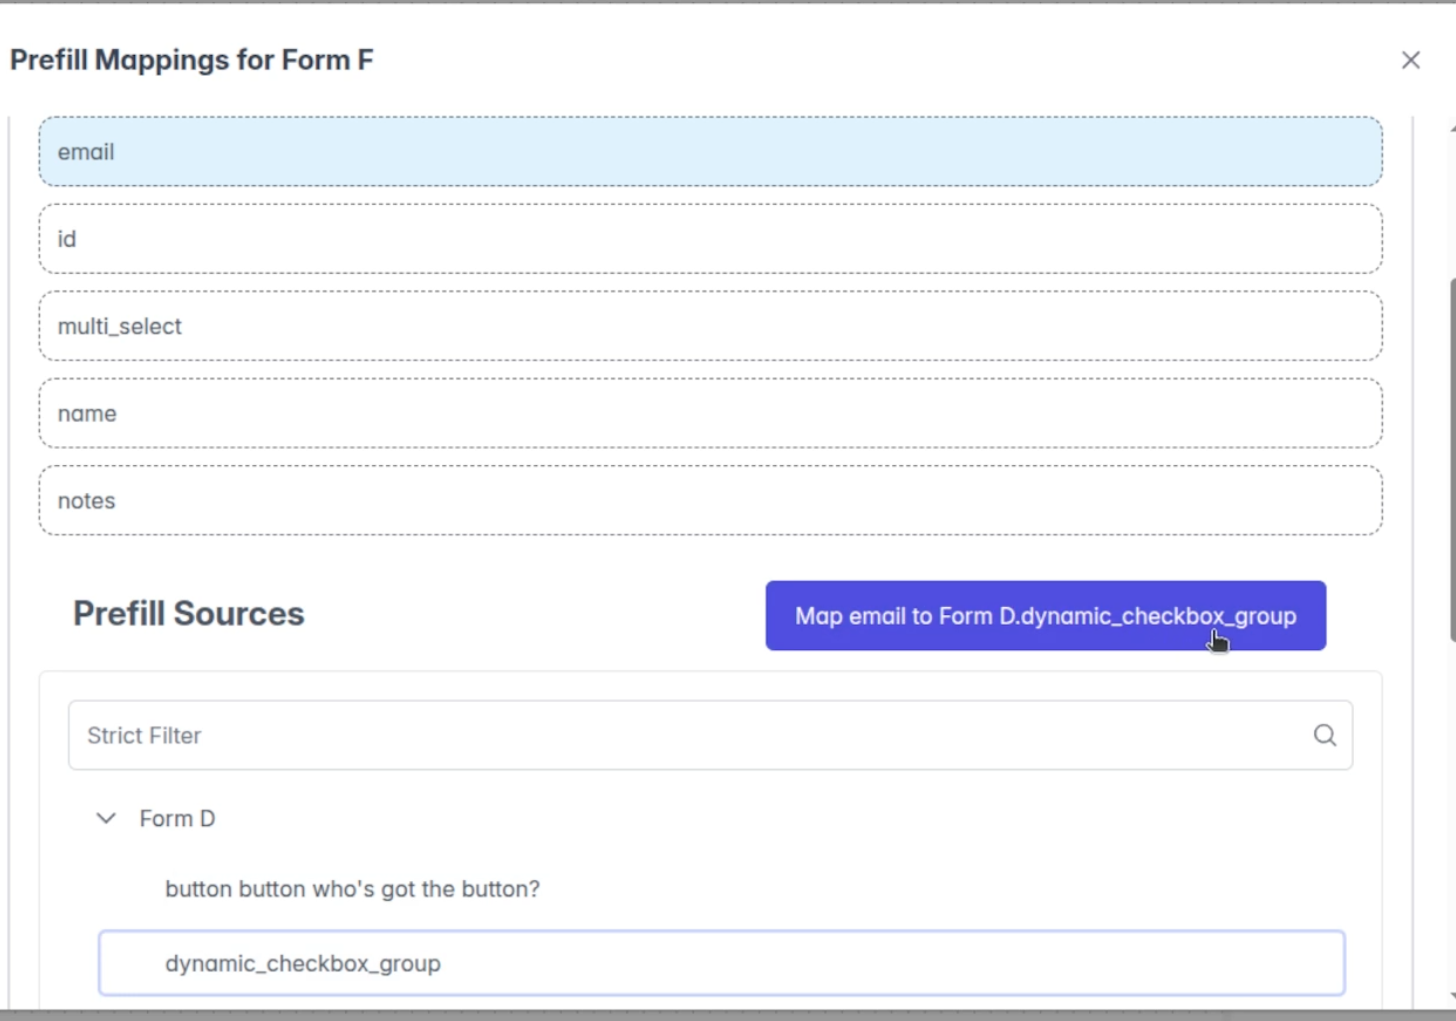 Prefill Mappings for Form F
email
id
multi_select
name
notes
Prefill Sources
Map email to Form D.dynamic_checkbox_group
Strict Filter
Form D
button button who's got the button?
dynamic_checkbox_group